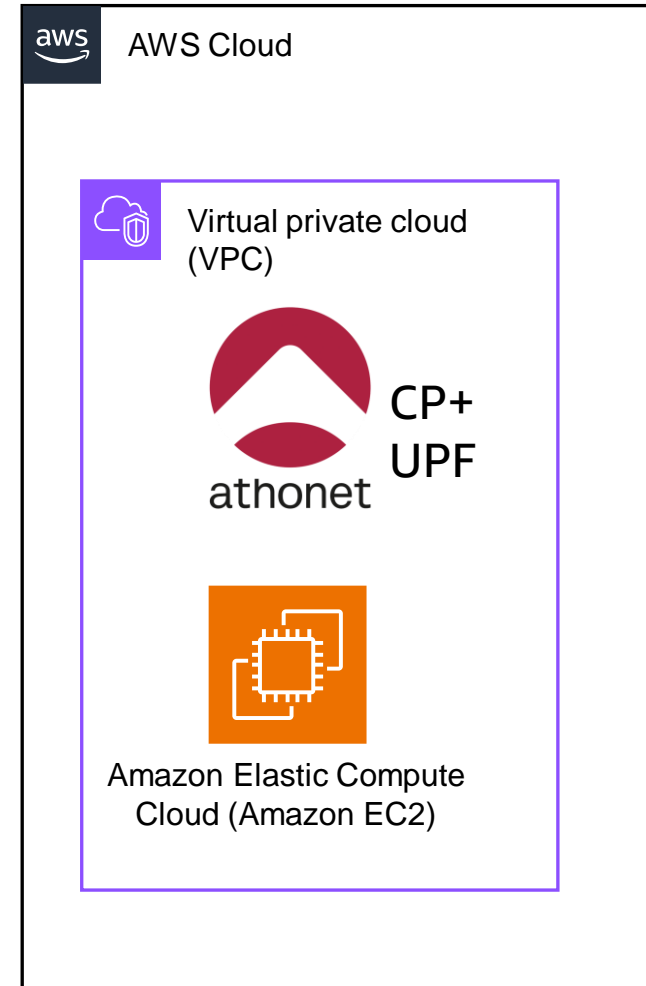 aws
AWS Cloud
Virtual private cloud
(VPC)
CP+
UPF
athonet
Amazon Elastic Compute
Cloud (Amazon EC2)